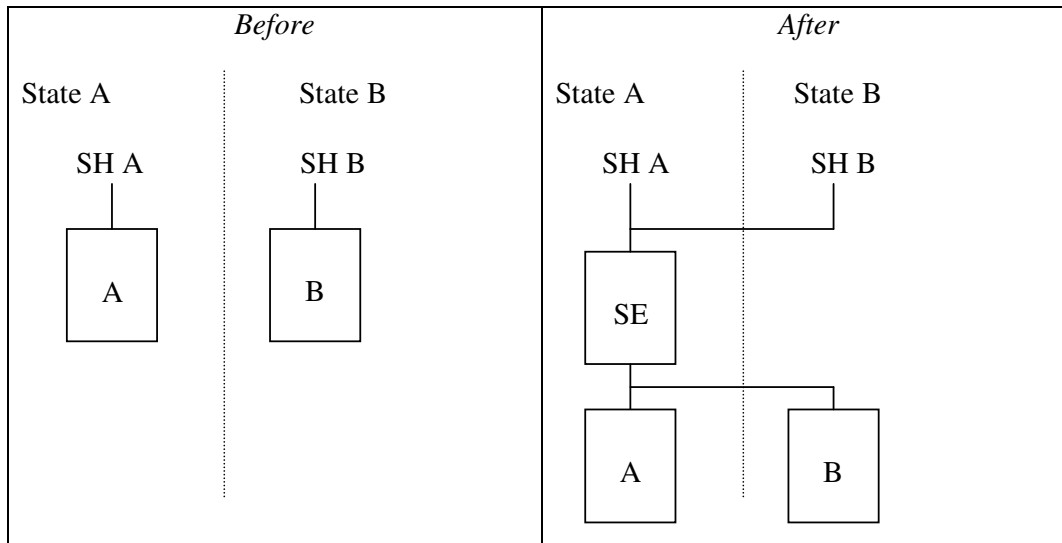 Before
State A State B
SH A SH B
A B
After
State A State B
SH A SH B
SE
A B